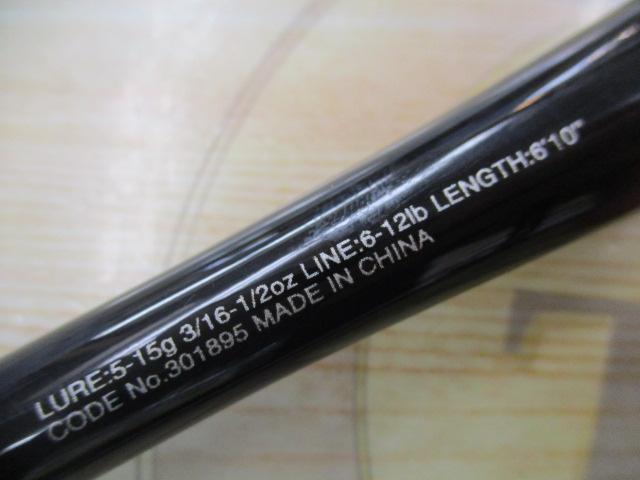 LURE:5-15g 3/16-1/2oz LINE:6-12lb LENGTH:6'10"
CODE No.301895 MADE IN CHINA